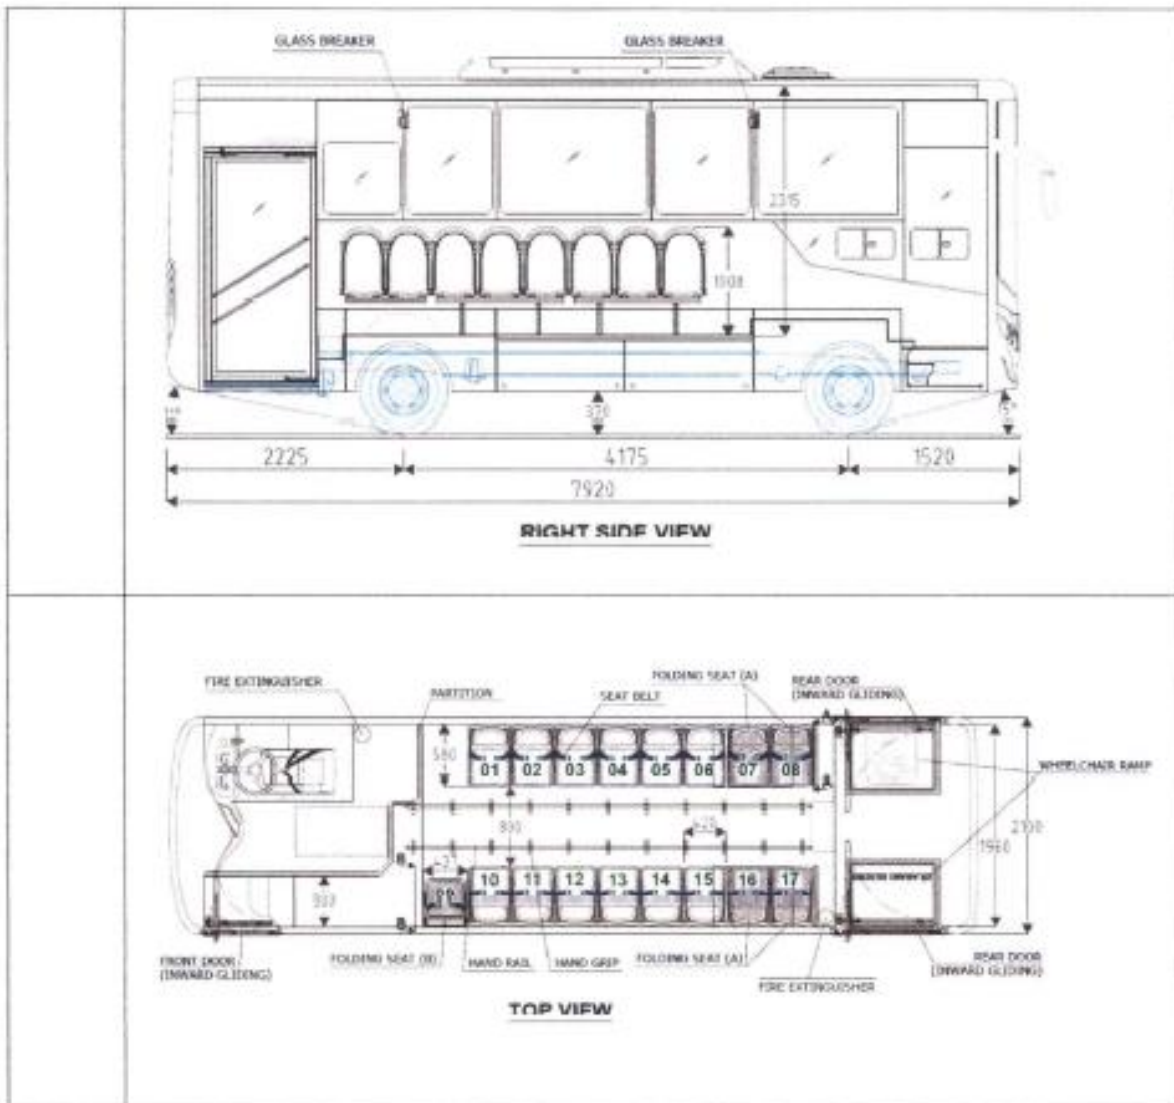 GLASS BREAKER
GLASS BREAKER
2315
1008
370
2225
4175
1520
7920
RIGHT SIDE VIEW
FIRE EXTINGUISHER
PARTITION
SEAT BELT
FOLDING SEAT (A)
REAR DOOR
(INWARD GLIDING)
WHEELCHAIR RAMP
580
01 02 03 04 05 06 07 08
10 11 12 13 14 15 16 17
FRONT DOOR
(INWARD GLIDING)
FOLDING SEAT (B)
HAND RAIL
HAND GRIP
FOLDING SEAT (A)
FIRE EXTINGUISHER
REAR DOOR
(INWARD GLIDING)
TOP VIEW